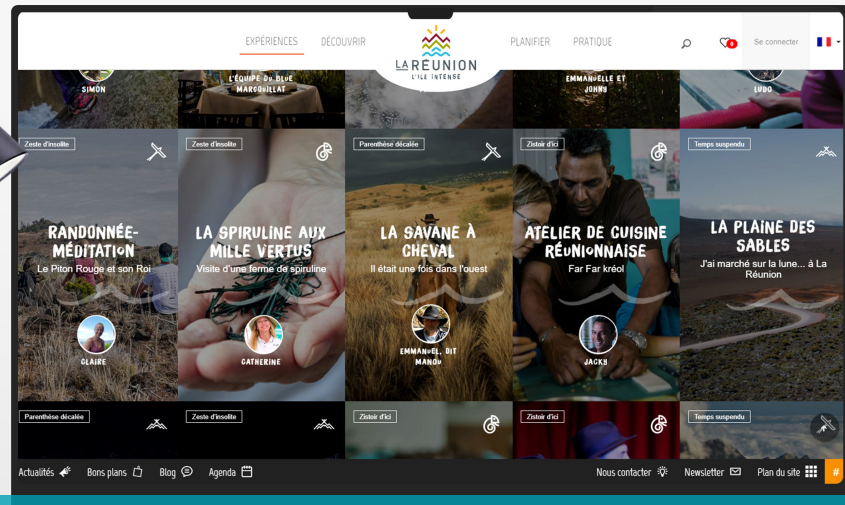 EXPÉRIENCES DÉCOUVRIR
LA RÉUNION
L'ILE INTENSE
PLANIFIER PRATIQUE
0
Se connecter
SIMON
L'ÉQUIPE DU BLUE
MARGOUILLAT
EMMANUELLE ET
JOHNY
LUDO
Zeste d'insolite
RANDONNÉE-
MÉDITATION
Le Piton Rouge et son Roi
CLAIRE
Zeste d'insolite
LA SPIRULINE AUX
MILLE VERTUS
Visite d'une ferme de spiruline
CATHERINE
Parenthèse décalée
LA SAVANE À
CHEVAL
Il était une fois dans l'ouest
EMMANUEL, DIT
MANOU
Zistoir d'ici
ATELIER DE CUISINE
RÉUNIONNAISE
Far Far kréol
JACKY
Temps suspendu
LA PLAINE DES
SABLES
J'ai marché sur la lune... à La
Réunion
Parenthèse décalée
Zeste d'insolite
Zistoir d'ici
Zistoir d'ici
Temps suspendu
Actualités Bons plans Blog Agenda
Nous contacter Newsletter Plan du site #